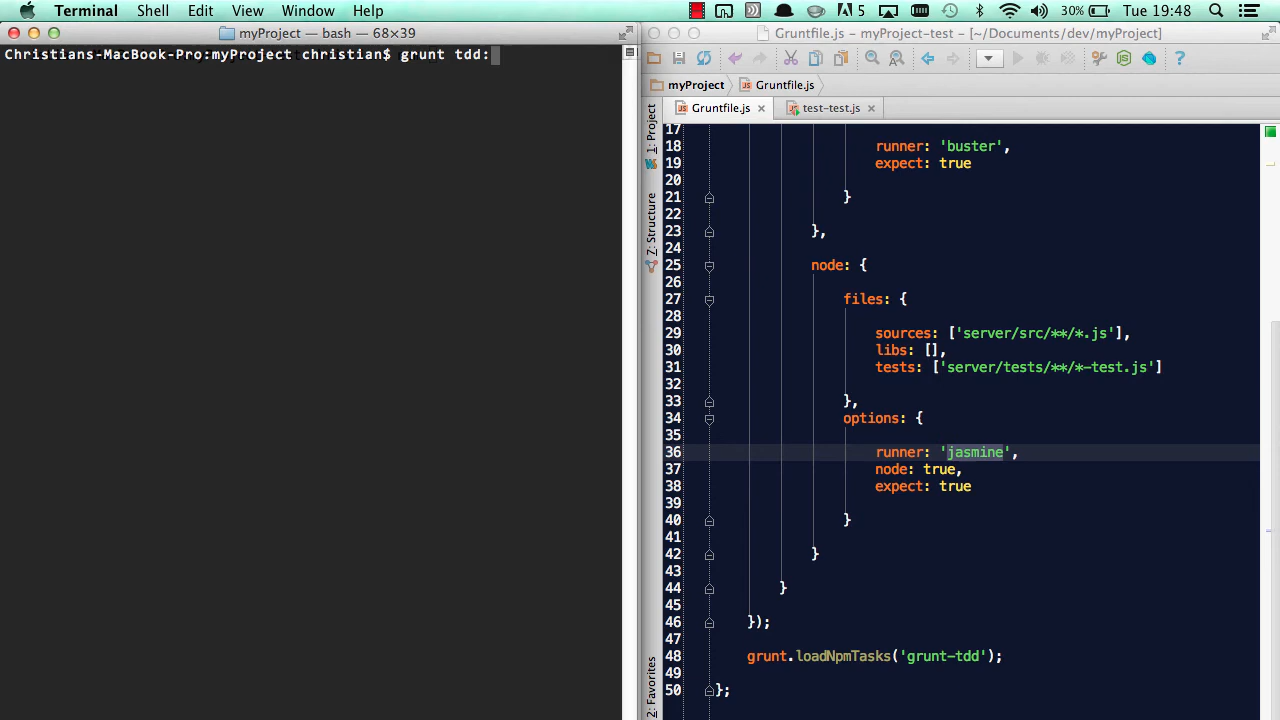 Terminal Shell Edit View Window Help 5 30% Tue 19:48
myProject — bash — 68×39
Christians-MacBook-Pro:myProject christian$ grunt tdd:
Gruntfile.js - myProject-test - [~/Documents/dev/myProject]
myProject Gruntfile.js
Gruntfile.js test-test.js
1: Project
7: Structure
2: Favorites
17
18 runner: 'buster',
19 expect: true
20
21 }
22
23 },
24
25 node: {
26
27 files: {
28
29 sources: ['server/src/**/*.js'],
30 libs: [],
31 tests: ['server/tests/**/*-test.js']
32
33 },
34 options: {
35
36 runner: 'jasmine',
37 node: true,
38 expect: true
39
40 }
41
42 }
43
44 }
45
46 });
47
48 grunt.loadNpmTasks('grunt-tdd');
49
50 };